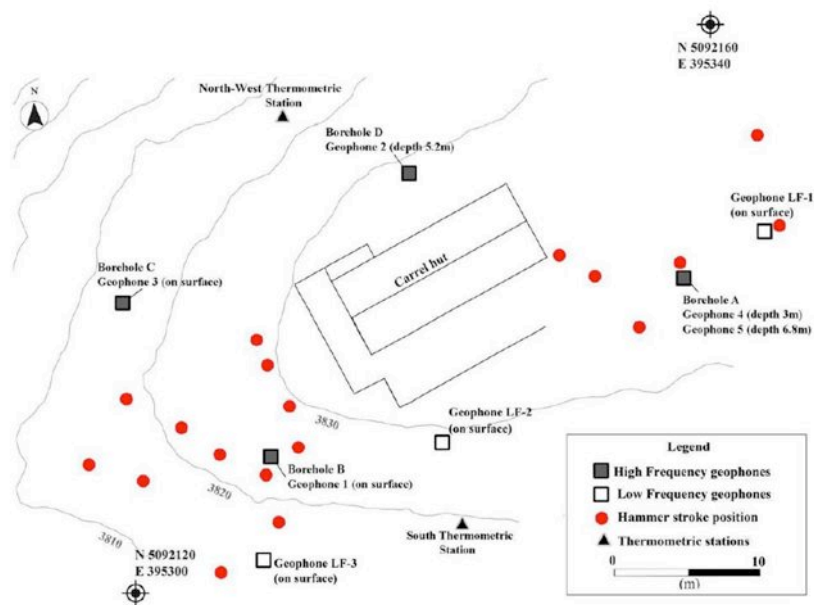 N 5092160
E 395340
North-West Thermometric
Station
N
Borehole D
Geophone 2 (depth 5.2m)
Geophone LF-1
(on surface)
Carrel hut
Borehole C
Geophone 3 (on surface)
Borehole A
Geophone 4 (depth 3m)
Geophone 5 (depth 6.8m)
3830
Geophone LF-2
(on surface)
Borehole B
Geophone 1 (on surface)
3820
3810
South Thermometric
Station
N 5092120
E 395300
Geophone LF-3
(on surface)
Legend
High Frequency geophones
Low Frequency geophones
Hammer stroke position
Thermometric stations
0 10
(m)